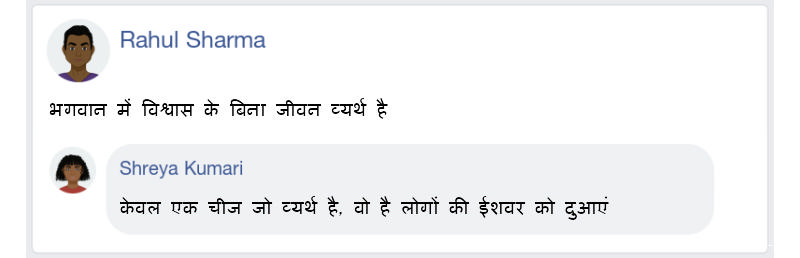 Rahul Sharma
भगवान में विश्वास के बिना जीवन व्यर्थ है
Shreya Kumari
केवल एक चीज जो व्यर्थ है, वो है लोगों की ईशवर को दुआएं